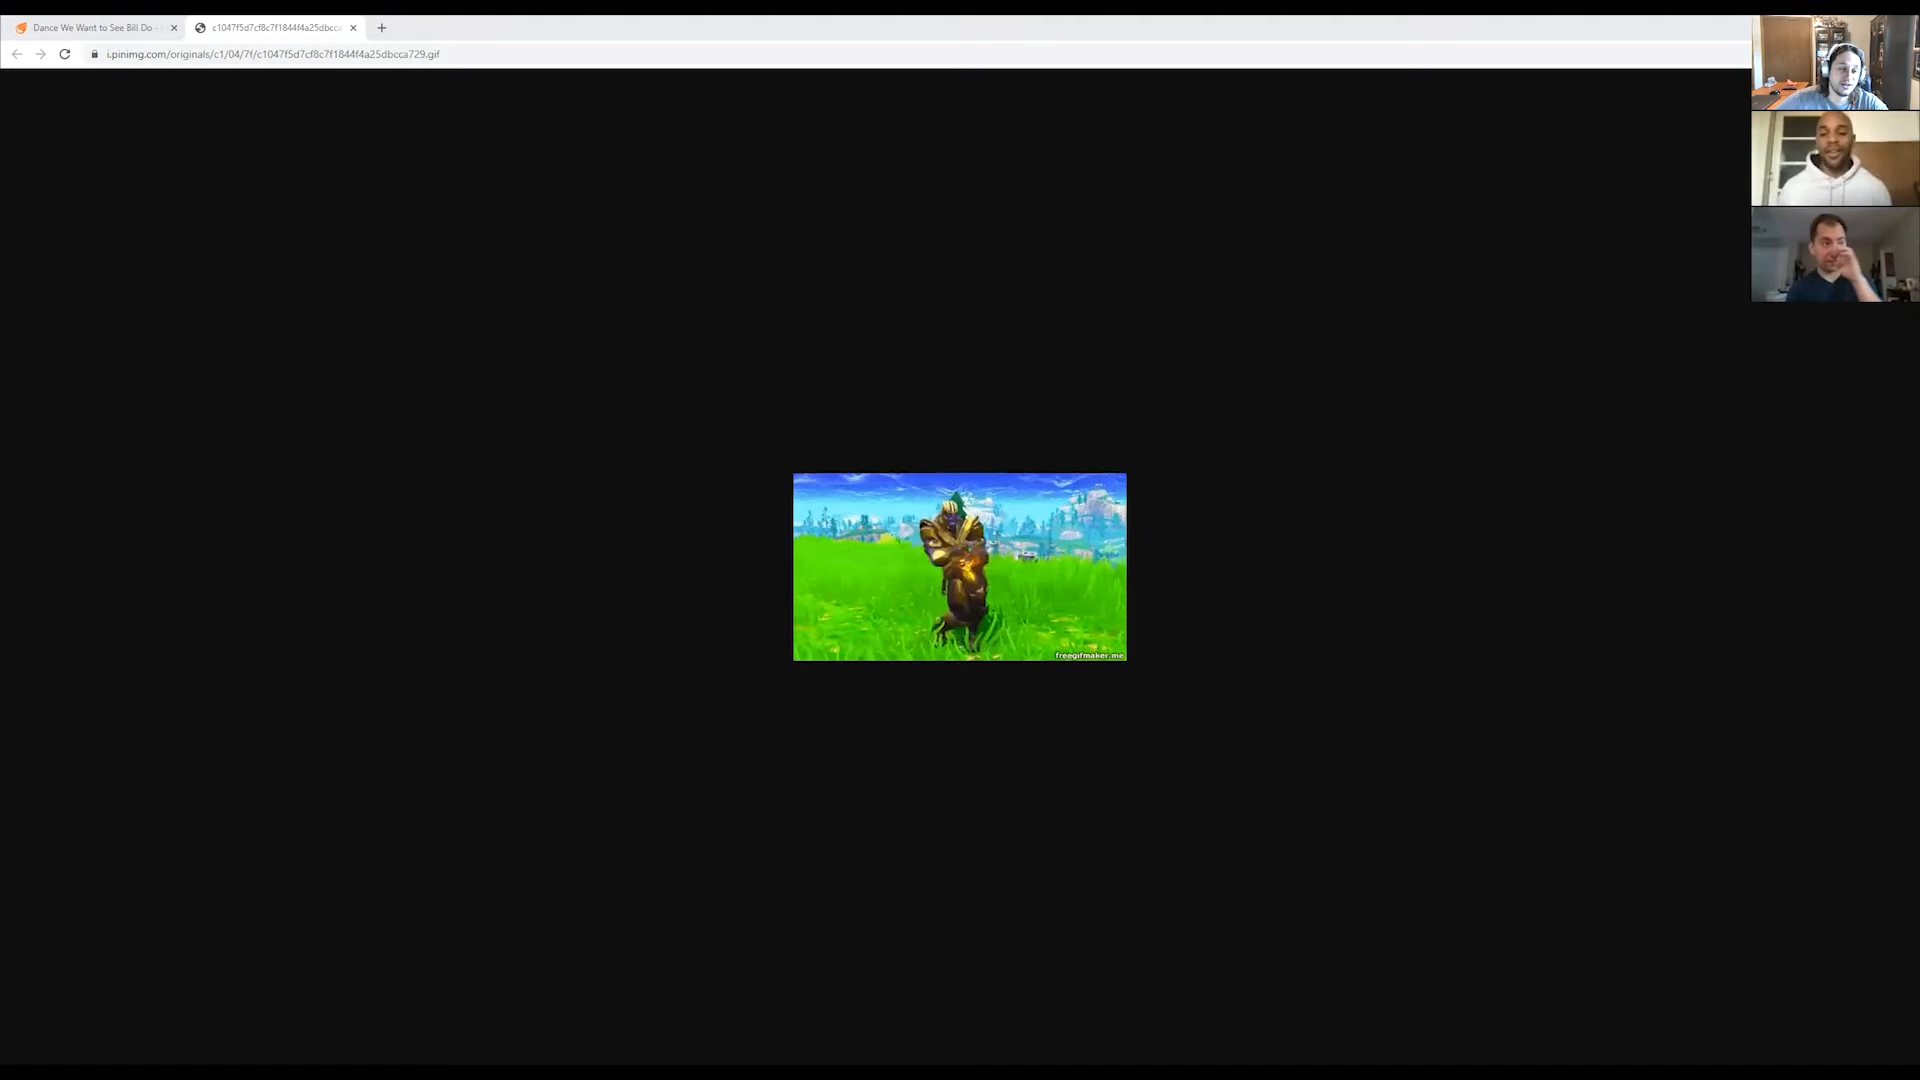 Dance We Want to See Bill Do -
c1047f5d7cf8c7f1844f4a25dbcca
i.pinimg.com/originals/c1/04/7f/c1047f5d7cf8c7f1844f4a25dbcca729.gif
freegifmaker.me